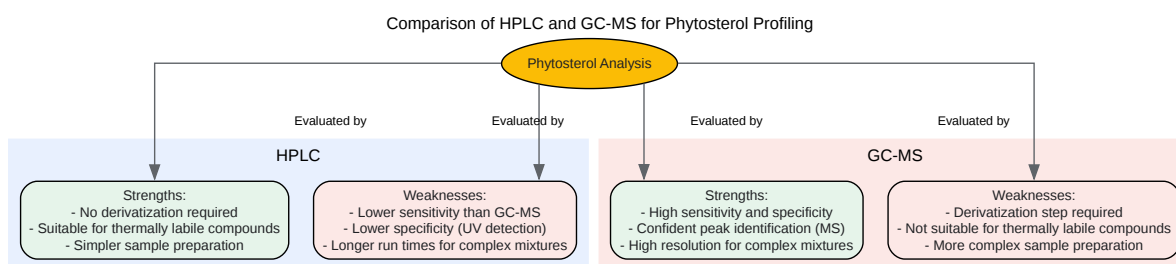 Comparison of HPLC and GC-MS for Phytosterol Profiling
Phytosterol Analysis
Evaluated by
Evaluated by
Evaluated by
Evaluated by
HPLC
Strengths:
- No derivatization required
- Suitable for thermally labile compounds
- Simpler sample preparation
Weaknesses:
- Lower sensitivity than GC-MS
- Lower specificity (UV detection)
- Longer run times for complex mixtures
GC-MS
Strengths:
- High sensitivity and specificity
- Confident peak identification (MS)
- High resolution for complex mixtures
Weaknesses:
- Derivatization step required
- Not suitable for thermally labile compounds
- More complex sample preparation